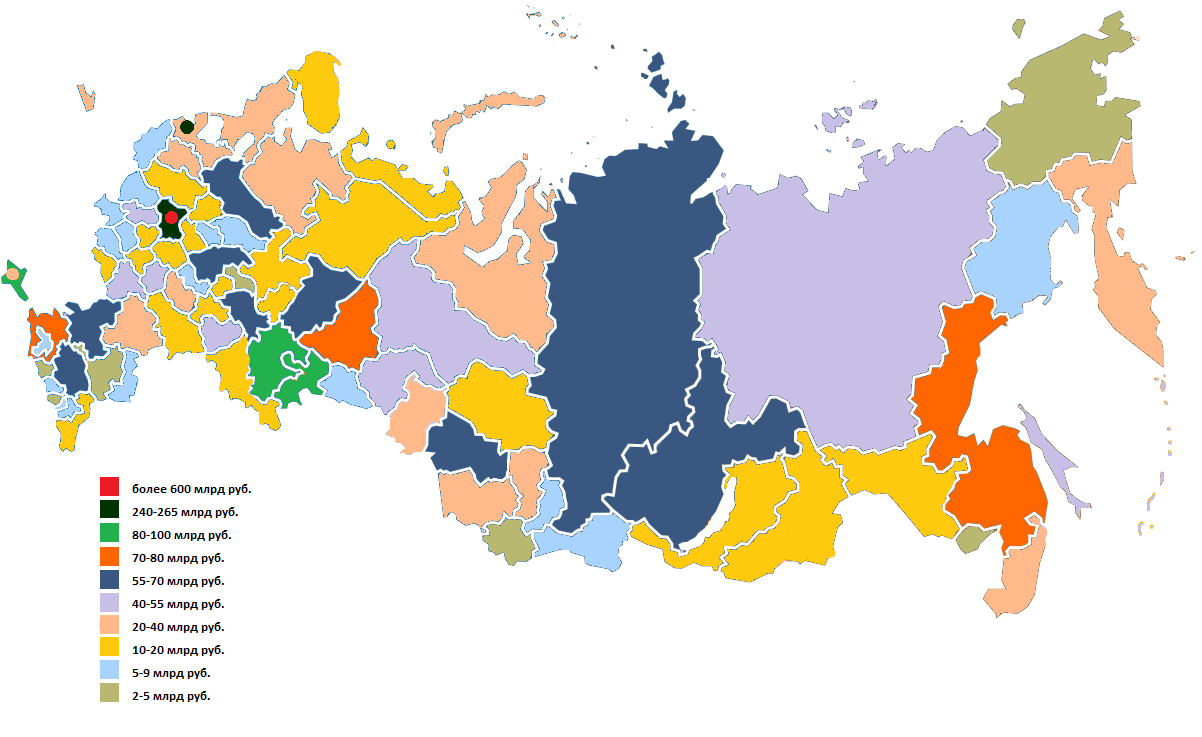 более 600 млрд руб.
240-265 млрд руб.
80-100 млрд руб.
70-80 млрд руб.
55-70 млрд руб.
40-55 млрд руб.
20-40 млрд руб.
10-20 млрд руб.
5-9 млрд руб.
2-5 млрд руб.